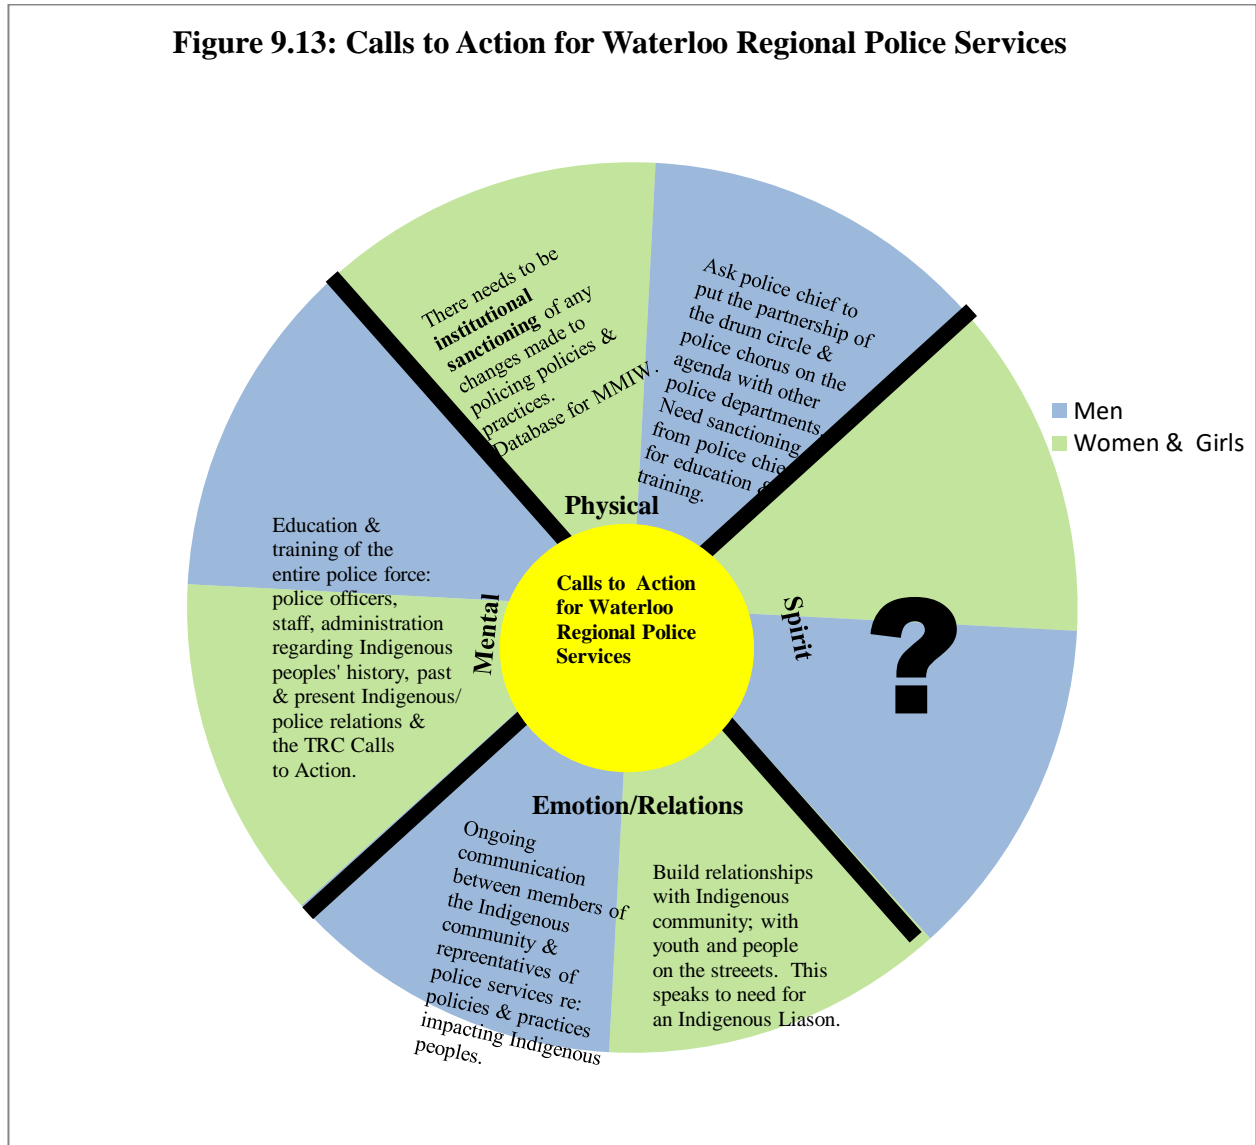 Figure 9.13: Calls to Action for Waterloo Regional Police Services
There needs to be
institutional
sanctioning of any
changes made to
policing policies &
practices.
Database for MMIW.
Ask police chief to
put the partnership of
the drum circle &
police chorus on the
agenda with other
police departments.
Need sanctioning
from police chie
for education &
training.
Men
Women & Girls
Physical
Education &
training of the
entire police force:
police officers,
staff, administration
regarding Indigenous
peoples' history, past
& present Indigenous/
police relations &
the TRC Calls
to Action.
Mental
Calls to Action
for Waterloo
Regional Police
Services
Spirit
?
Emotion/Relations
Ongoing
communication
between members of
the Indigenous
community &
repreentatives of
police services re:
policies & practices
impacting Indigenous
peoples.
Build relationships
with Indigenous
community; with
youth and people
on the streeets. This
speaks to need for
an Indigenous Liason.